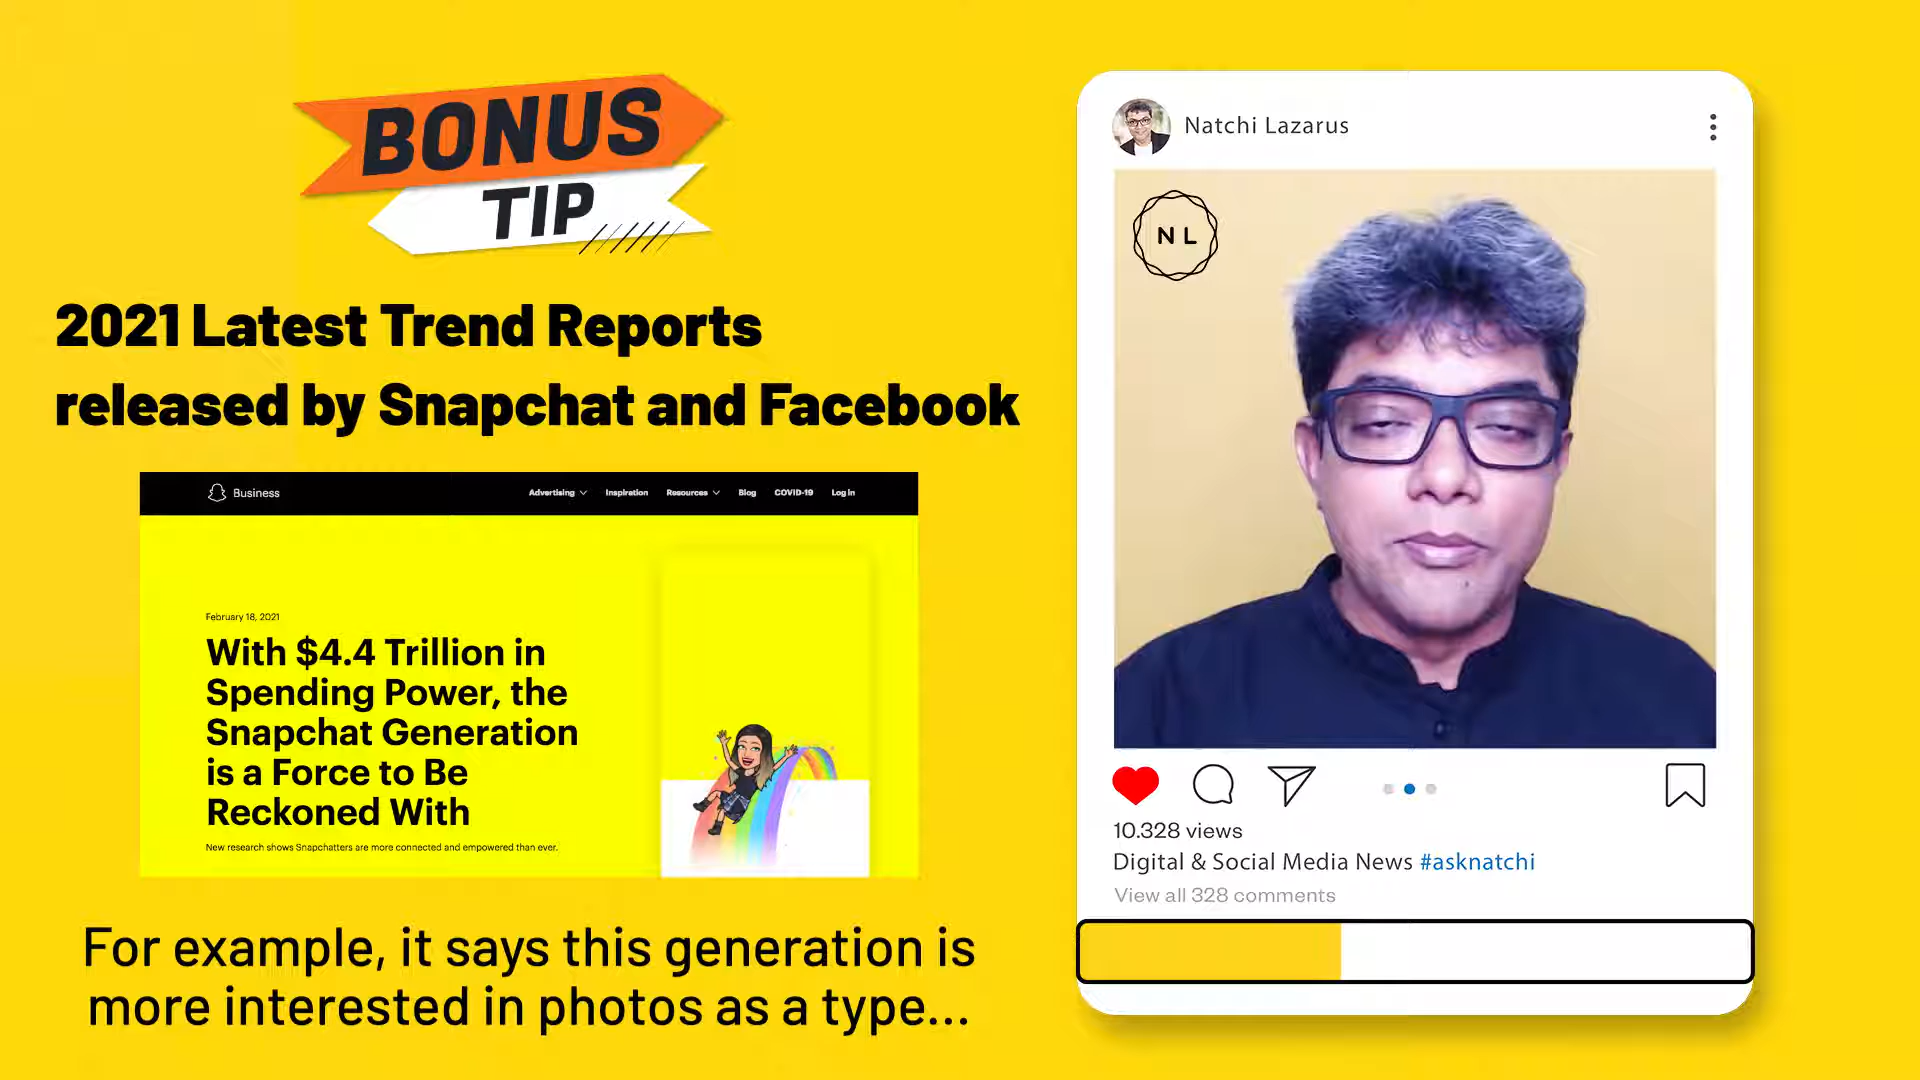 BONUS
TIP
2021 Latest Trend Reports
released by Snapchat and Facebook
Business
Advertising
Inspiration
Resources
Blog
COVID-19
Log In
February 18, 2021
With $4.4 Trillion in
Spending Power, the
Snapchat Generation
is a Force to Be
Reckoned With
New research shows Snapchatters are more connected and empowered than ever.
For example, it says this generation is
more interested in photos as a type...
Natchi Lazarus
N L
10.328 views
Digital & Social Media News #asknatchi
View all 328 comments